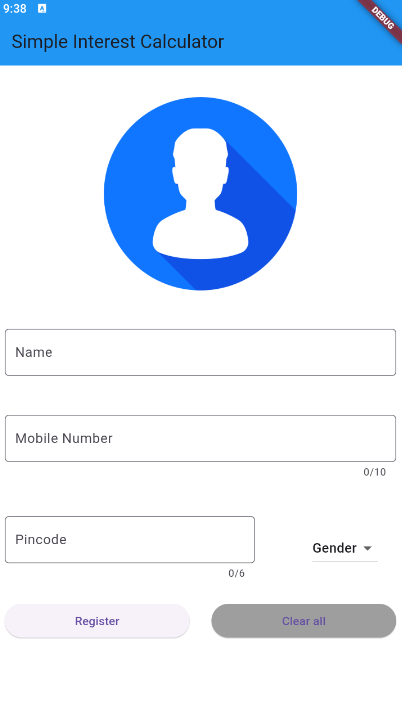 9:38 A
DEBUG
Simple Interest Calculator
Name
Mobile Number
0/10
Pincode
Gender
0/6
Register Clear all